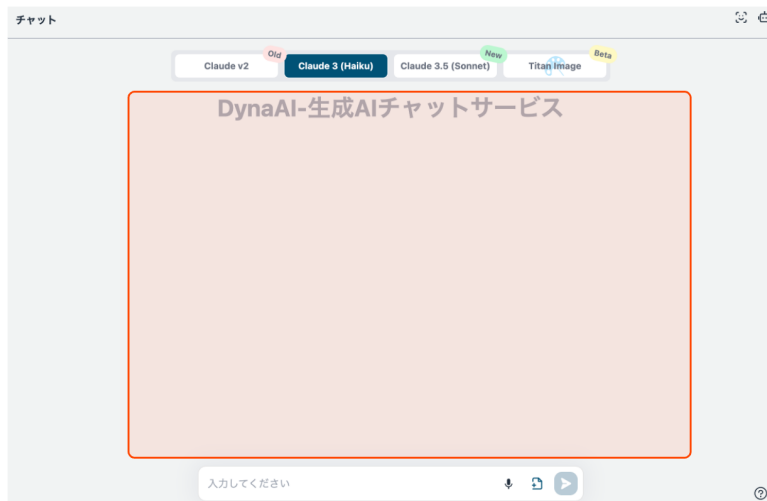 チャット
Old
New
Beta
Claude v2
Claude 3 (Haiku)
Claude 3.5 (Sonnet)
Titan Image
DynaAI-生成AIチャットサービス
入力してください